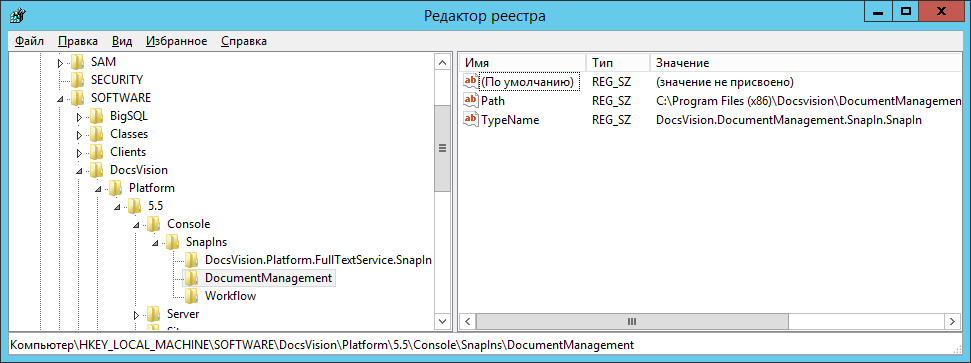 Редактор реестра
Файл Правка Вид Избранное Справка
SAM
SECURITY
SOFTWARE
BigSQL
Classes
Clients
DocsVision
Platform
5.5
Console
SnapIns
DocsVision.Platform.FullTextService.SnapIn
DocumentManagement
Workflow
Server
Имя Тип Значение
ab (По умолчанию) REG_SZ (значение не присвоено)
ab Path REG_SZ C:\Program Files (x86)\Docsvision\DocumentManagemen
ab TypeName REG_SZ DocsVision.DocumentManagement.SnapIn.SnapIn
Компьютер\HKEY_LOCAL_MACHINE\SOFTWARE\DocsVision\Platform\5.5\Console\SnapIns\DocumentManagement